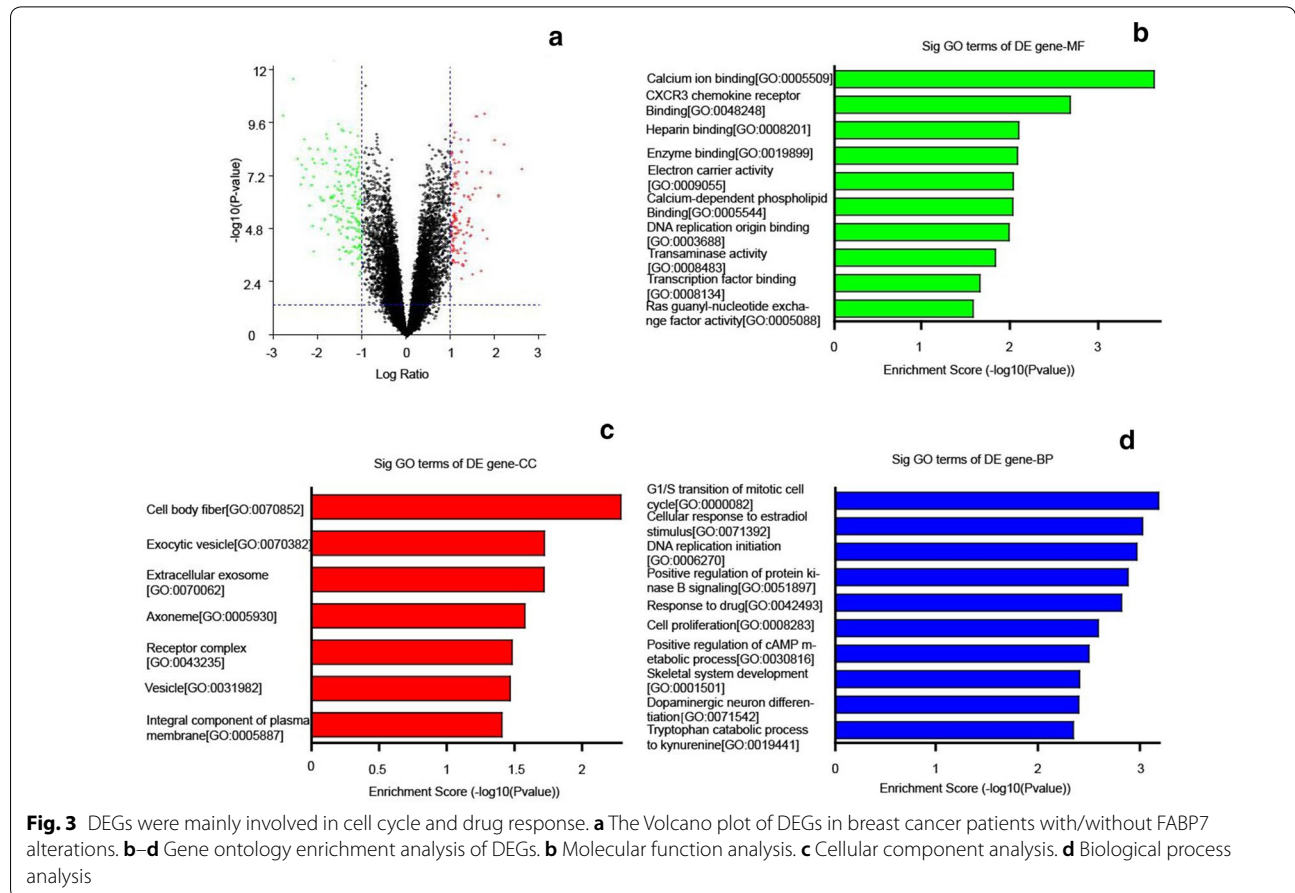 a
12
9.6
7.2
4.8
2.4
0
-log10(P-value)
-3 -2 -1 0 1 2 3
Log Ratio
b
Sig GO terms of DE gene-MF
Calcium ion binding[GO:0005509]
CXCR3 chemokine receptor
Binding[GO:0048248]
Heparin binding[GO:0008201]
Enzyme binding[GO:0019899]
Electron carrier activity
[GO:0009055]
Calcium-dependent phospholipid
Binding[GO:0005544]
DNA replication origin binding
[GO:0003688]
Transaminase activity
[GO:0008483]
Transcription factor binding
[GO:0008134]
Ras guanyl-nucleotide excha-
nge factor activity[GO:0005088]
0 1 2 3
Enrichment Score (-log10(Pvalue))
c
Sig GO terms of DE gene-CC
Cell body fiber[GO:0070852]
Exocytic vesicle[GO:0070382]
Extracellular exosome
[GO:0070062]
Axoneme[GO:0005930]
Receptor complex
[GO:0043235]
Vesicle[GO:0031982]
Integral component of plasma
membrane[GO:0005887]
0 0.5 1 1.5 2
Enrichment Score (-log10(Pvalue))
d
Sig GO terms of DE gene-BP
G1/S transition of mitotic cell
cycle[GO:0000082]
Cellular response to estradiol
stimulus[GO:0071392]
DNA replication initiation
[GO:0006270]
Positive regulation of protein ki-
nase B signaling[GO:0051897]
Response to drug[GO:0042493]
Cell proliferation[GO:0008283]
Positive regulation of cAMP m-
etabolic process[GO:0030816]
Skeletal system development
[GO:0001501]
Dopaminergic neuron differen-
tiation[GO:0071542]
Tryptophan catabolic process
to kynurenine[GO:0019441]
0 1 2 3
Enrichment Score (-log10(Pvalue))
Fig. 3 DEGs were mainly involved in cell cycle and drug response. a The Volcano plot of DEGs in breast cancer patients with/without FABP7
alterations. b–d Gene ontology enrichment analysis of DEGs. b Molecular function analysis. c Cellular component analysis. d Biological process
analysis